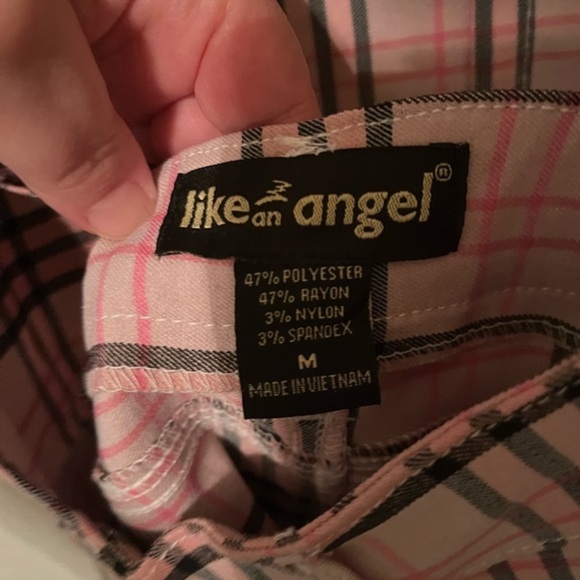 like an angel®
47% POLYESTER
47% RAYON
3% NYLON
3% SPANDEX
M
MADE IN VIETNAM